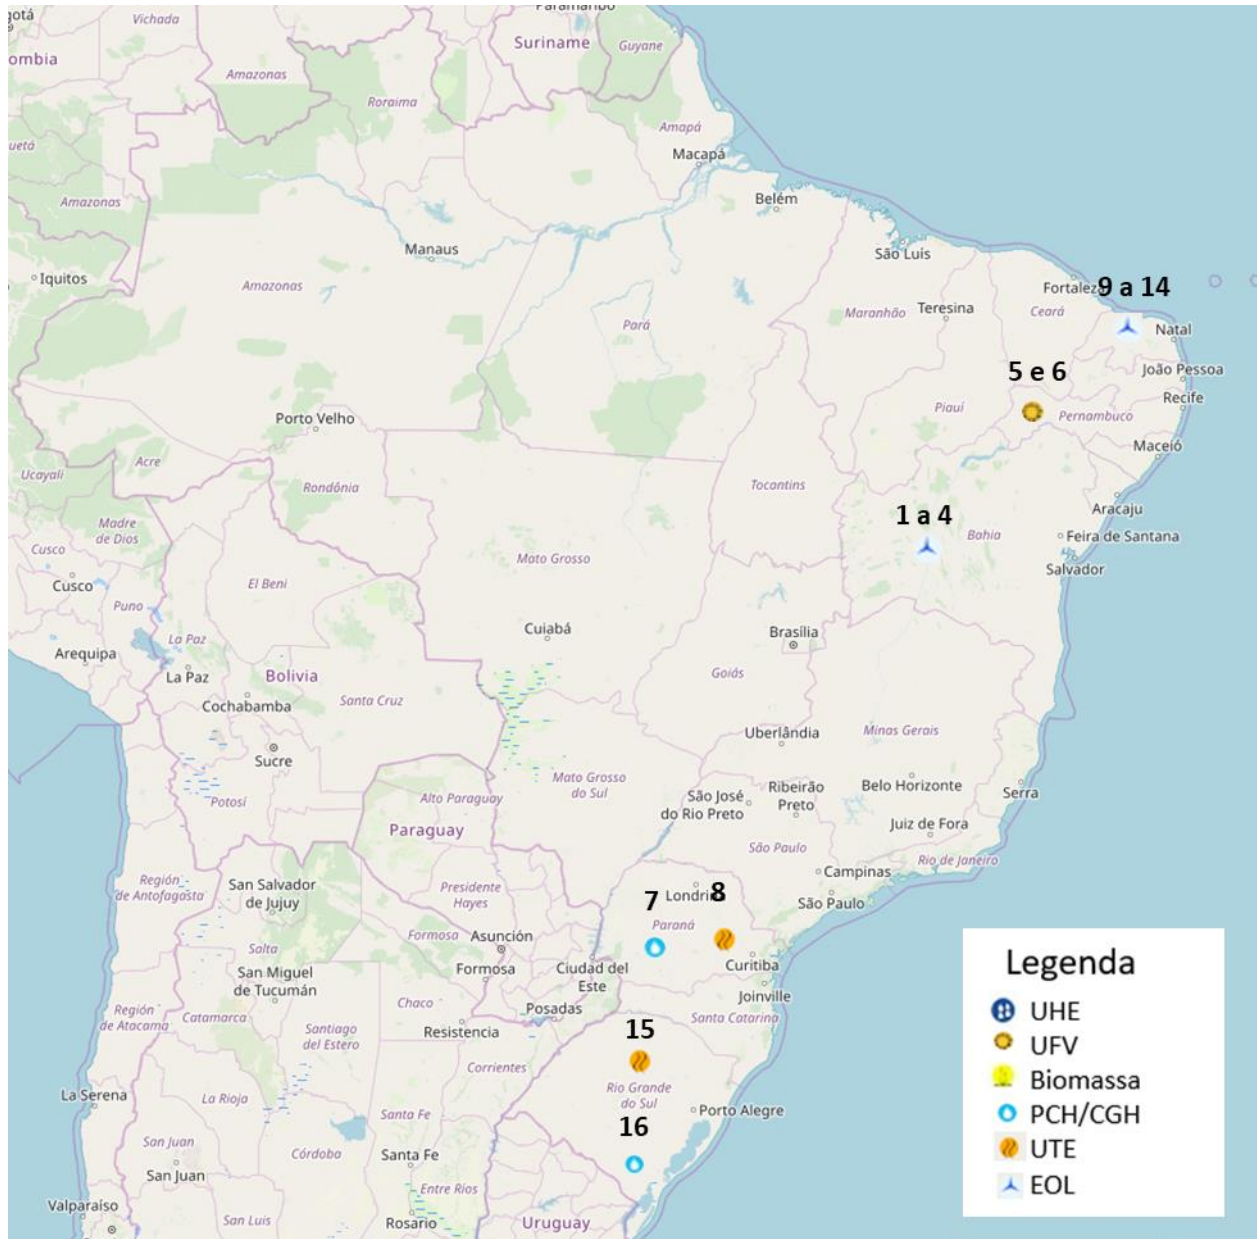 gotá
Vichada
Paramaribo
ombia
Suriname
Guyane
Amazonas
Roraima
Amapá
uetá
Macapá
Amazonas
Belém
Manaus
São Luís
Iquitos
Amazonas
Fortaleza
9 a 14
Pará
Maranhão
Teresina
Ceará
Natal
5 e 6
João Pessoa
Recife
Piauí
Pernambuco
Porto Velho
Maceió
Acre
Ucayali
Rondônia
Tocantins
Aracaju
1 a 4
Madre
de Dios
Bahia
Feira de Santana
Cusco
Mato Grosso
Salvador
Cusco
El Beni
Puno
Cuiabá
Brasília
La Paz
Arequipa
La Paz
Bolivia
Santa Cruz
Goiás
Cochabamba
Uberlândia
Minas Gerais
Sucre
Mato Grosso
do Sul
Belo Horizonte
Ribeirão
Preto
Serra
São José
do Rio Preto
Potosí
Alto Paraguay
Paraguay
Juiz de Fora
São Paulo
Rio de Janeiro
Campinas
Región
de Antofagasta
San Salvador
de Jujuy
Presidente
Hayes
7
Londrina
8
São Paulo
Paraná
Formosa
Asunción
Salta
Formosa
Ciudad del
Este
Curitiba
San Miguel
de Tucumán
Joinville
Legenda
Región
de Atacama
Catamarca
Chaco
Posadas
Santa Catarina
UHE
Santiago
del Estero
Resistencia
15
UFV
Corrientes
Biomassa
La Serena
La Rioja
Rio Grande
do Sul
Porto Alegre
PCH/CGH
Santa Fe
16
San Juan
Córdoba
Santa Fe
UTE
San Juan
Entre Ríos
EOL
Valparaíso
San Luis
Rosario
Uruguay